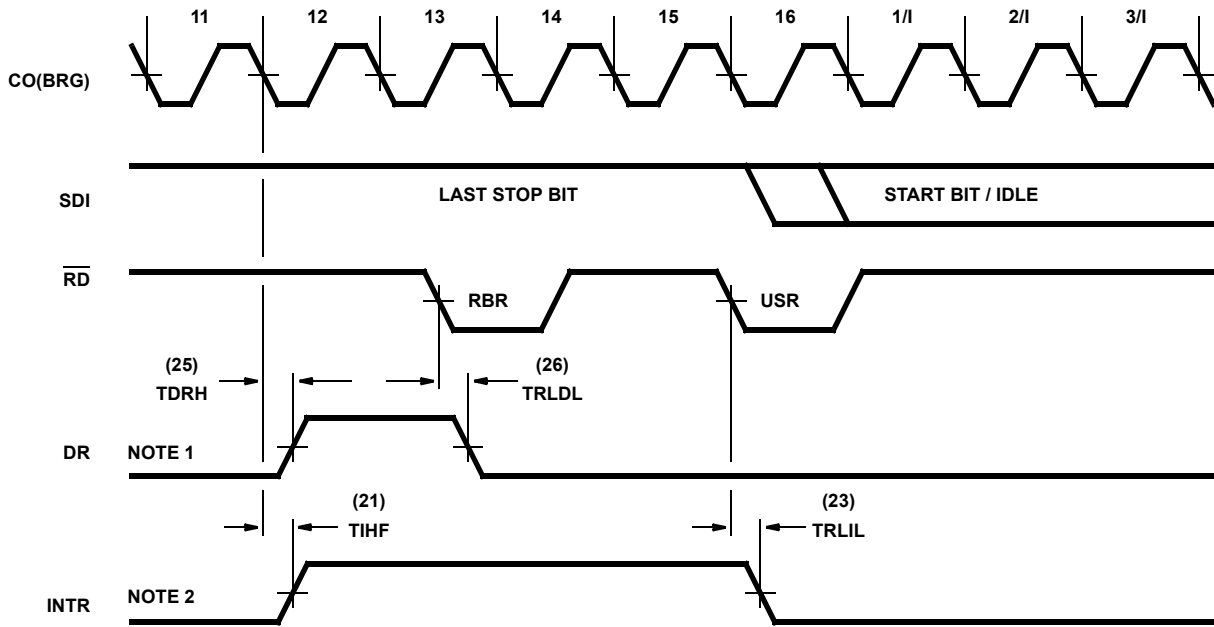 11 12 13 14 15 16 1/I 2/I 3/I
CO(BRG)
SDI
LAST STOP BIT
START BIT / IDLE
RD
RBR
USR
(25)
TDRH
(26)
TRLDL
DR
NOTE 1
(21)
TIHF
(23)
TRLIL
INTR
NOTE 2